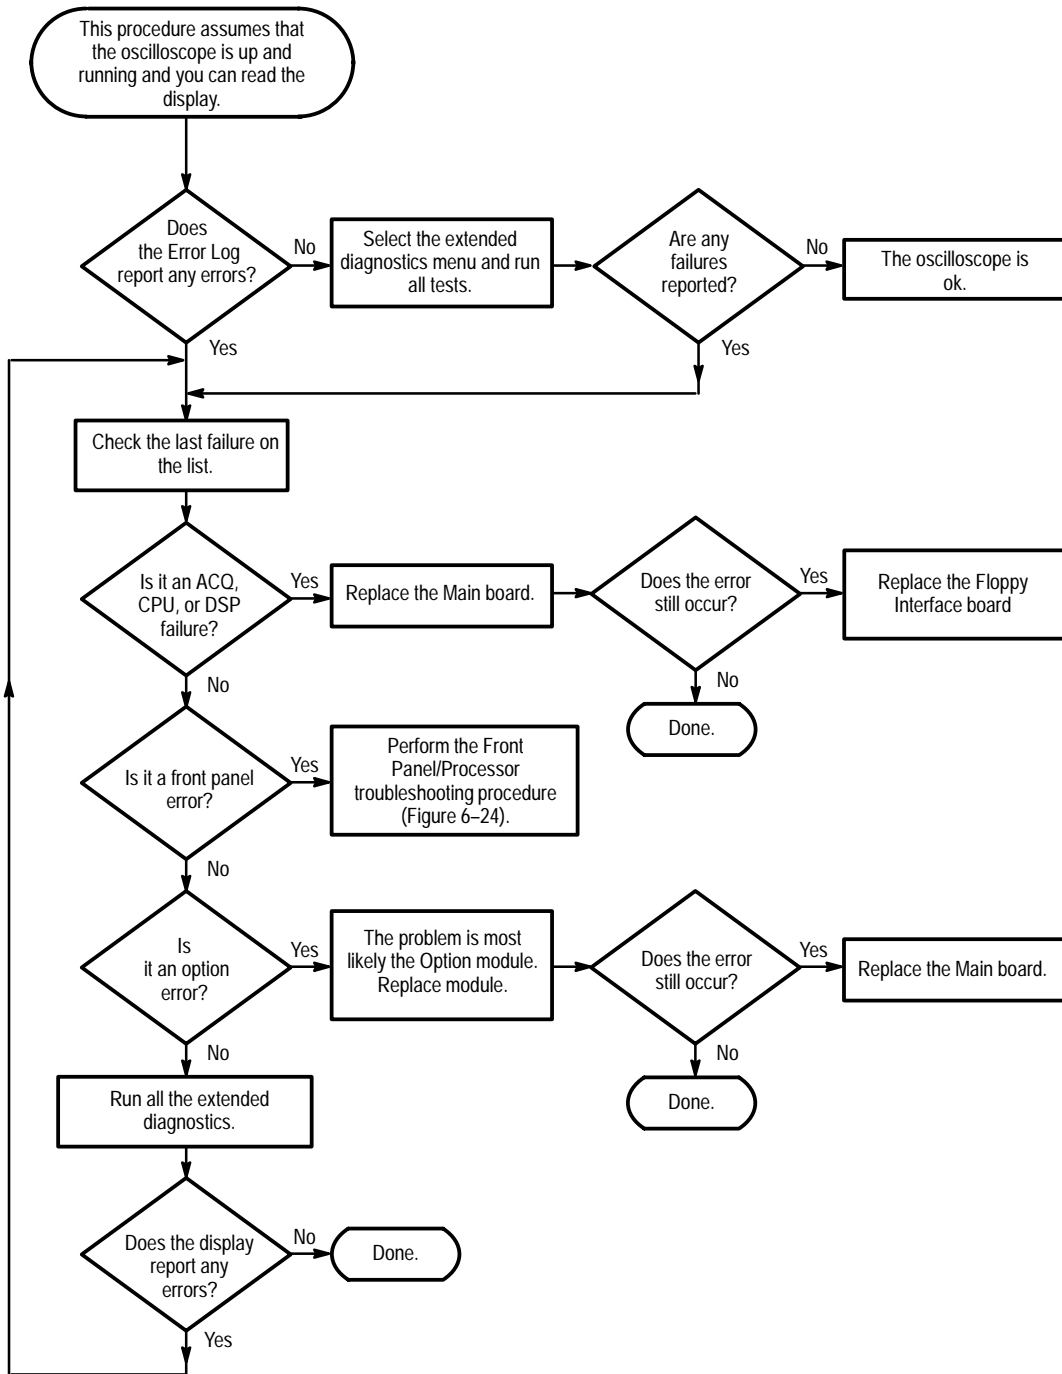 This procedure assumes that
the oscilloscope is up and
running and you can read the
display.
Does
the Error Log
report any errors?
No
Select the extended
diagnostics menu and run
all tests.
Are any
failures
reported?
No
The oscilloscope is
ok.
Yes
Yes
Check the last failure on
the list.
Is it an ACQ,
CPU, or DSP
failure?
Yes
Replace the Main board.
Does the error
still occur?
Yes
Replace the Floppy
Interface board
No
No
Done.
Is it a front panel
error?
Yes
Perform the Front
Panel/Processor
troubleshooting procedure
(Figure 6–24).
No
Is
it an option
error?
Yes
The problem is most
likely the Option module.
Replace module.
Does the error
still occur?
Yes
Replace the Main board.
No
No
Done.
Run all the extended
diagnostics.
Does the display
report any
errors?
No
Done.
Yes